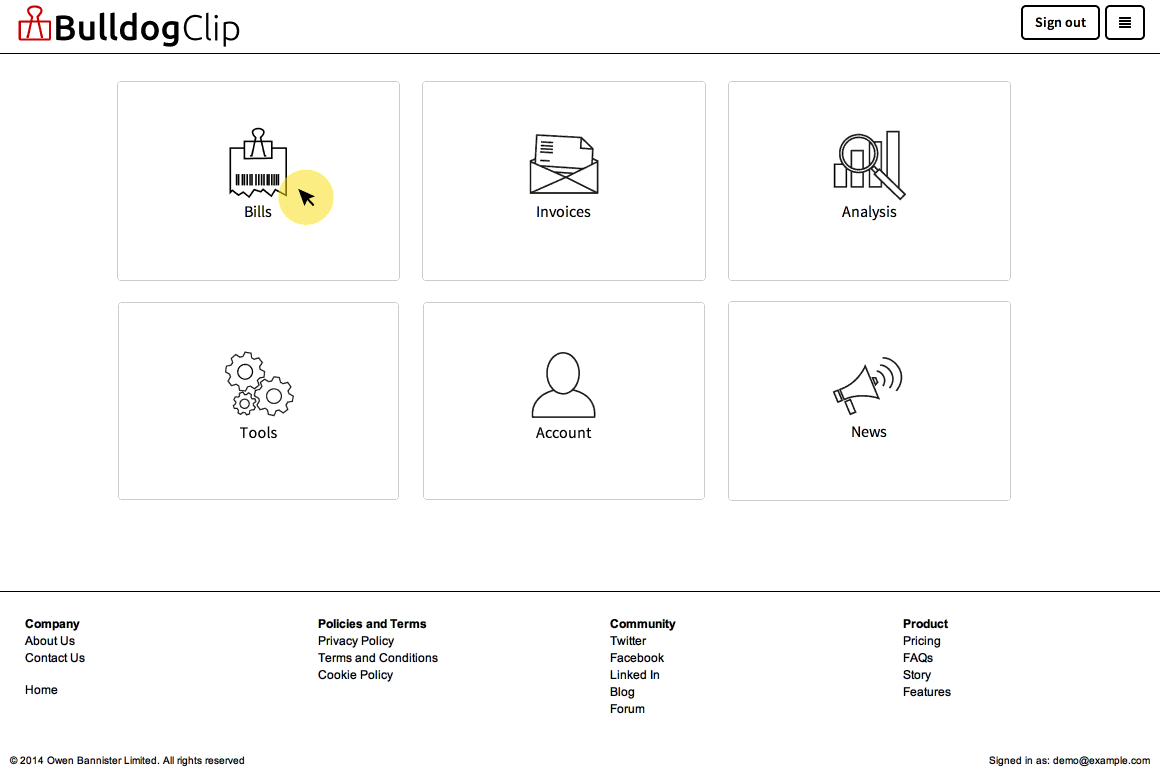 BulldogClip
Sign out
Bills
Invoices
Analysis
Tools
Account
News
Company
About Us
Contact Us
Home
Policies and Terms
Privacy Policy
Terms and Conditions
Cookie Policy
Community
Twitter
Facebook
Linked In
Blog
Forum
Product
Pricing
FAQs
Story
Features
© 2014 Owen Bannister Limited. All rights reserved
Signed in as: demo@example.com